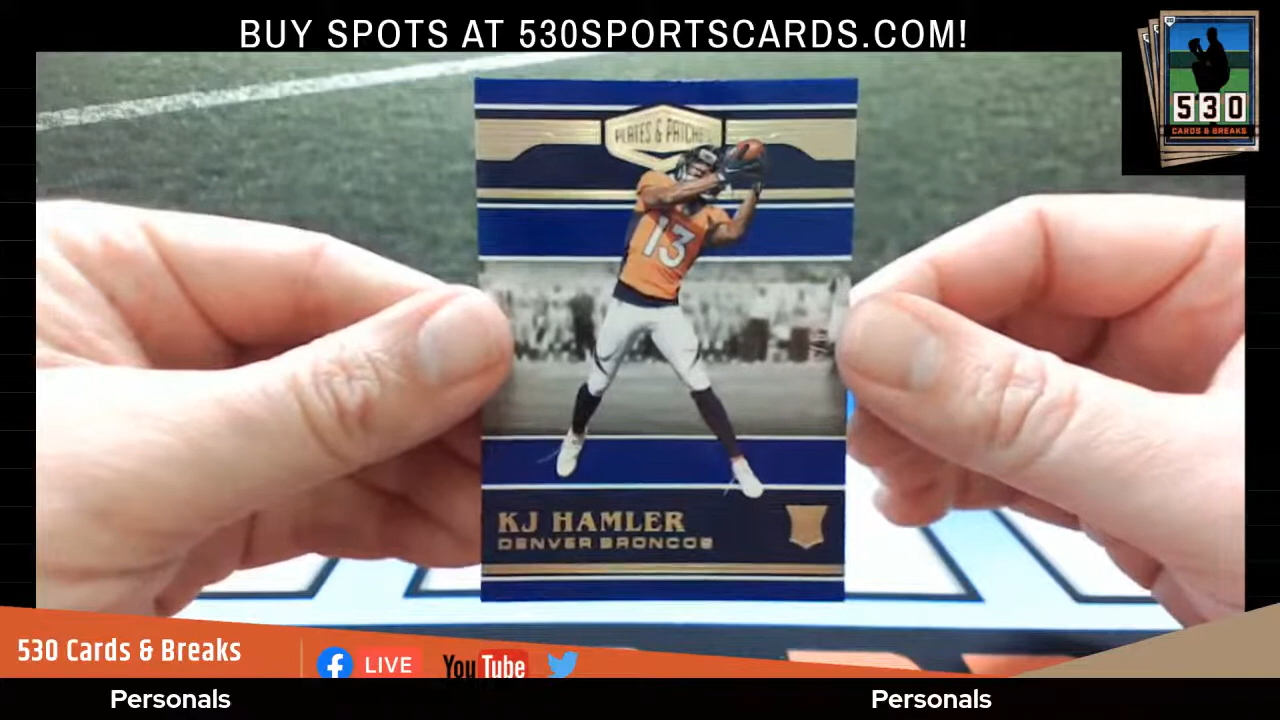 BUY SPOTS AT 530SPORTSCARDS.COM!
530
CARDS & BREAKS
PLATES & PATCHES
13
KJ HAMLER
DENVER BRONCOS
530 Cards & Breaks
f LIVE
YouTube
Personals
Personals